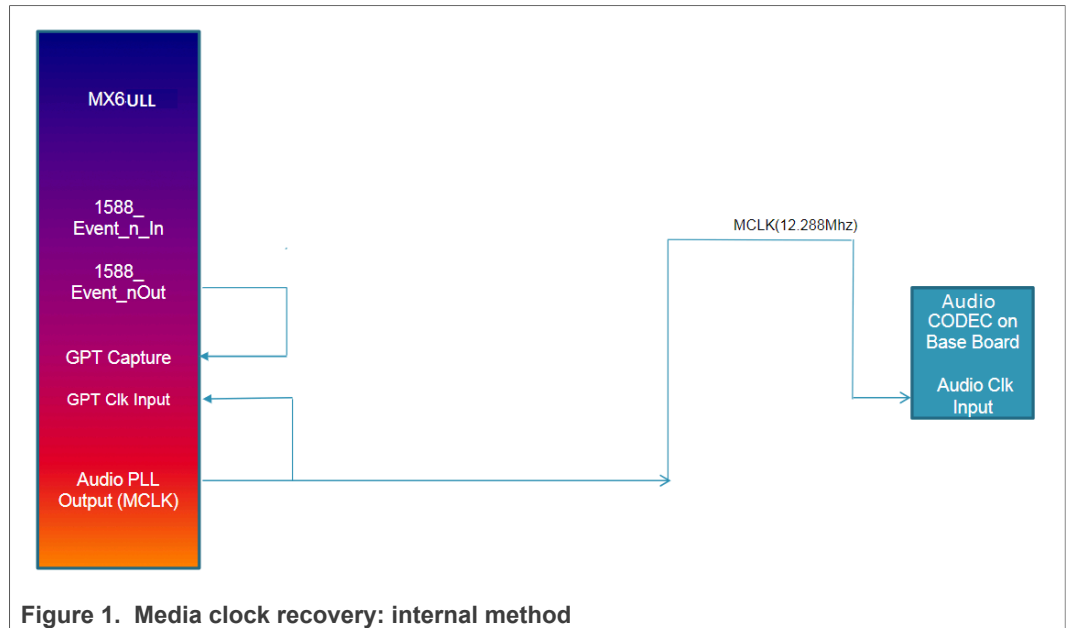 MX6ULL
1588_
Event_n_In
1588_
Event_nOut
GPT Capture
GPT Clk Input
Audio PLL
Output (MCLK)
MCLK(12.288Mhz)
Audio
CODEC on
Base Board
Audio Clk
Input
Figure 1. Media clock recovery: internal method